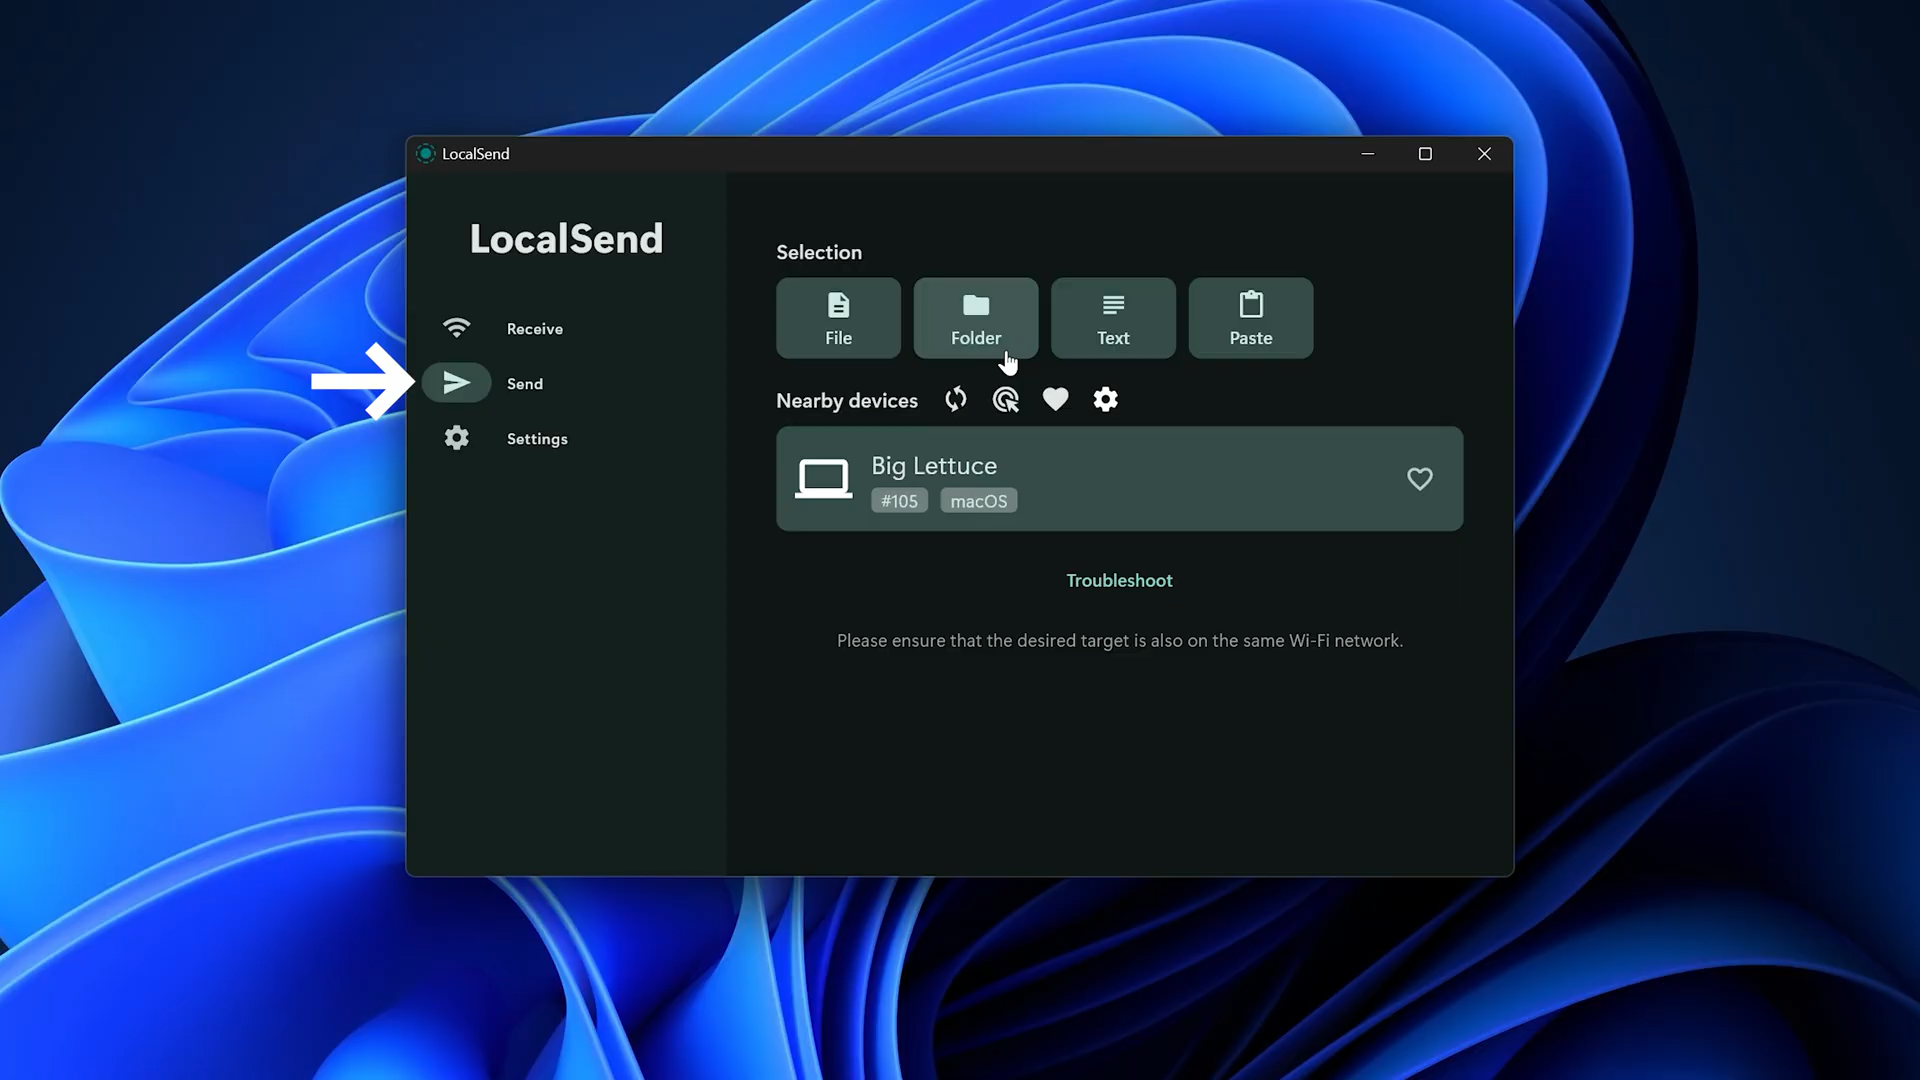 LocalSend
LocalSend
Receive
Send
Settings
Selection
File
Folder
Text
Paste
Nearby devices
Big Lettuce
#105 macOS
Troubleshoot
Please ensure that the desired target is also on the same Wi-Fi network.